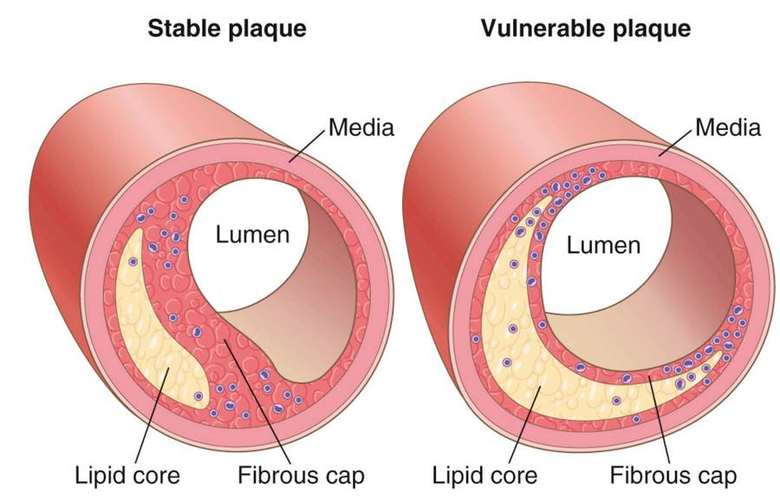 Stable plaque
Vulnerable plaque
Media
Media
Lumen
Lumen
Lipid core
Fibrous cap
Lipid core
Fibrous cap